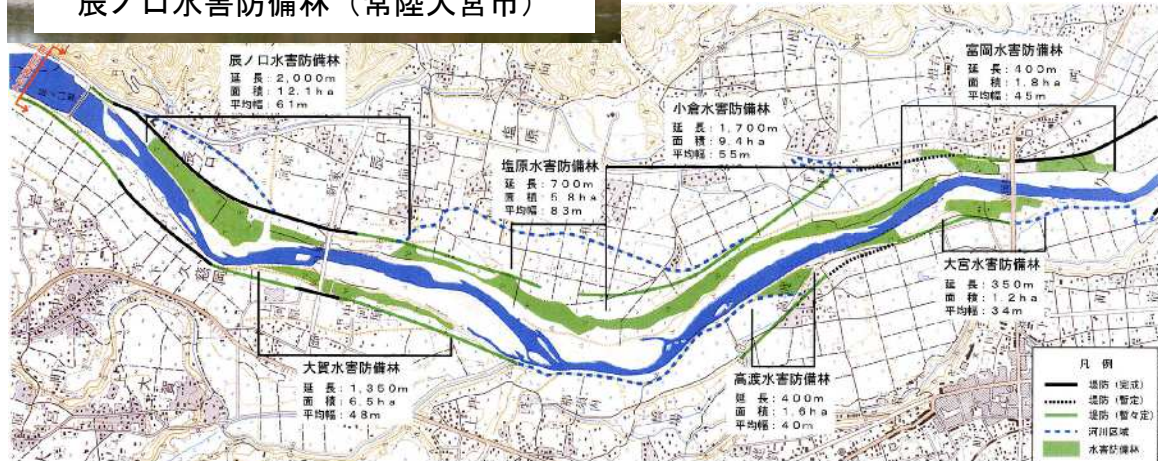 辰ノ口水害防備林（常陸大宮市）
辰ノロ水害防備林
延 長：2,000m
面 積：12.1ha
平均幅：61m
富岡水害防備林
延 長：400m
面 積：1.8ha
平均幅：45m
小倉水害防備林
延 長：1,700m
面 積：9.4ha
平均幅：55m
塩原水害防備林
延 長：700m
面 積：5.8ha
平均幅：83m
大宮水害防備林
延 長：350m
面 積：1.2ha
平均幅：34m
大賀水害防備林
延 長：1,350m
面 積：6.5ha
平均幅：48m
高渡水害防備林
延 長：400m
面 積：1.6ha
平均幅：40m
塩原
凡 例
堤防（完成）
堤防（暫定）
堤防（暫々定）
河川区域
水害防備林